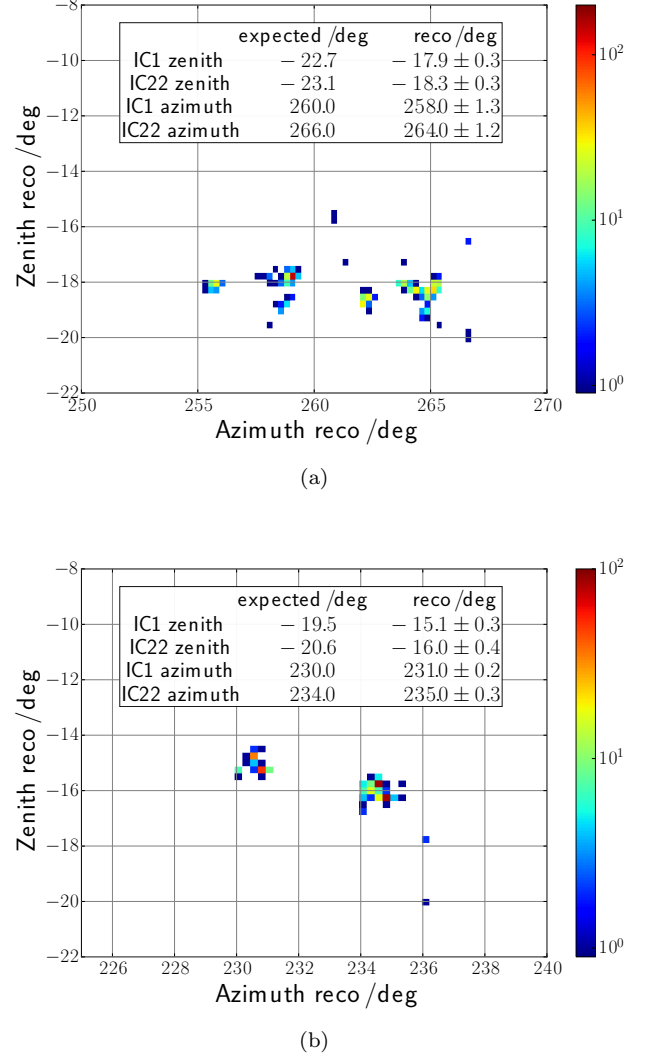 −8
−10
−12
−14
−16
−18
−20
−22
Zenith reco /deg
expected /deg reco /deg
IC1 zenith − 22.7 − 17.9 ± 0.3
IC22 zenith − 23.1 − 18.3 ± 0.3
IC1 azimuth 260.0 258.0 ± 1.3
IC22 azimuth 266.0 264.0 ± 1.2
250 255 260 265 270
Azimuth reco /deg
10²
10¹
10⁰
(a)
−8
−10
−12
−14
−16
−18
−20
−22
Zenith reco /deg
expected /deg reco /deg
IC1 zenith − 19.5 − 15.1 ± 0.3
IC22 zenith − 20.6 − 16.0 ± 0.4
IC1 azimuth 230.0 231.0 ± 0.2
IC22 azimuth 234.0 235.0 ± 0.3
226 228 230 232 234 236 238 240
Azimuth reco /deg
10²
10¹
10⁰
(b)